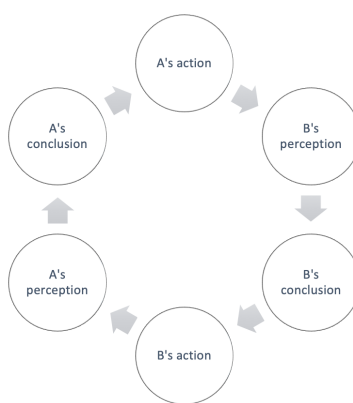 A's action
B's
perception
B's
conclusion
B's action
A's
perception
A's
conclusion